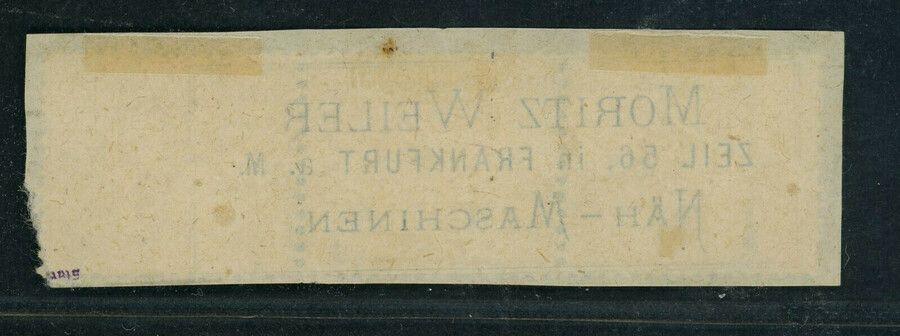 MORITZ WEILER
ZEIL 56. in FRANKFURT a. M.
NÄH – MASCHINEN.